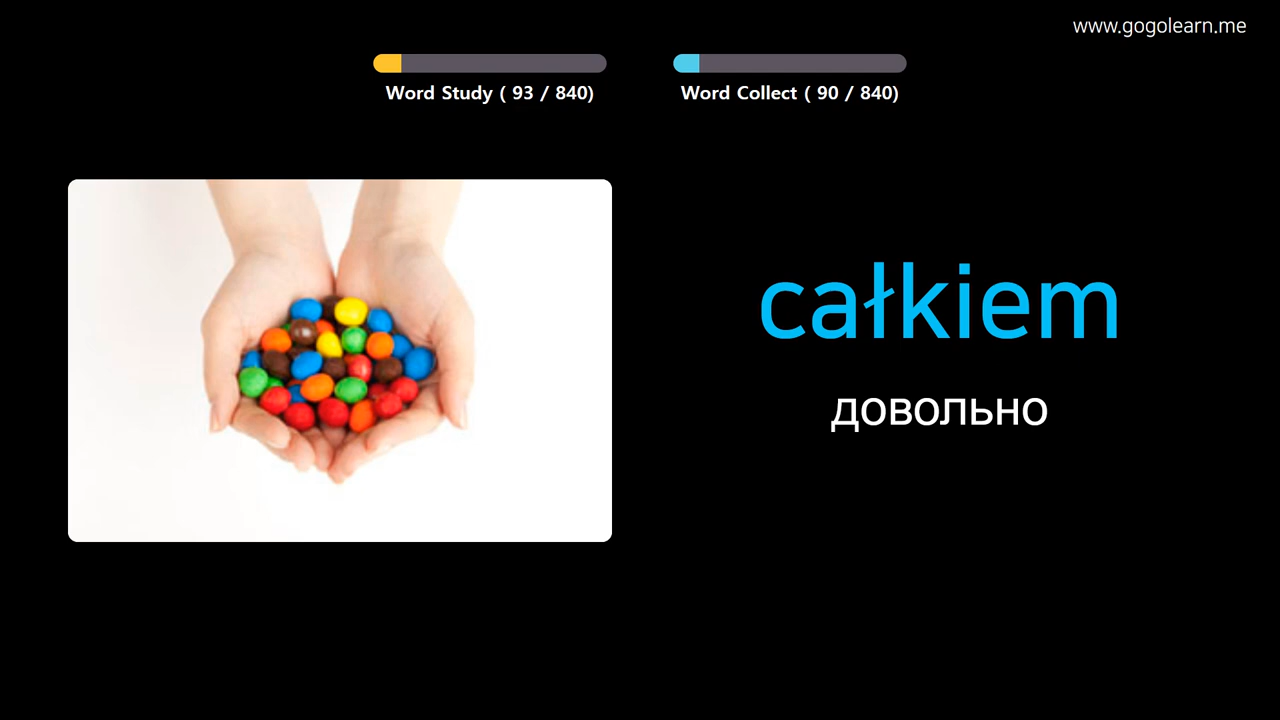 www.gogolearn.me
Word Study ( 93 / 840)
Word Collect ( 90 / 840)
całkiem
довольно